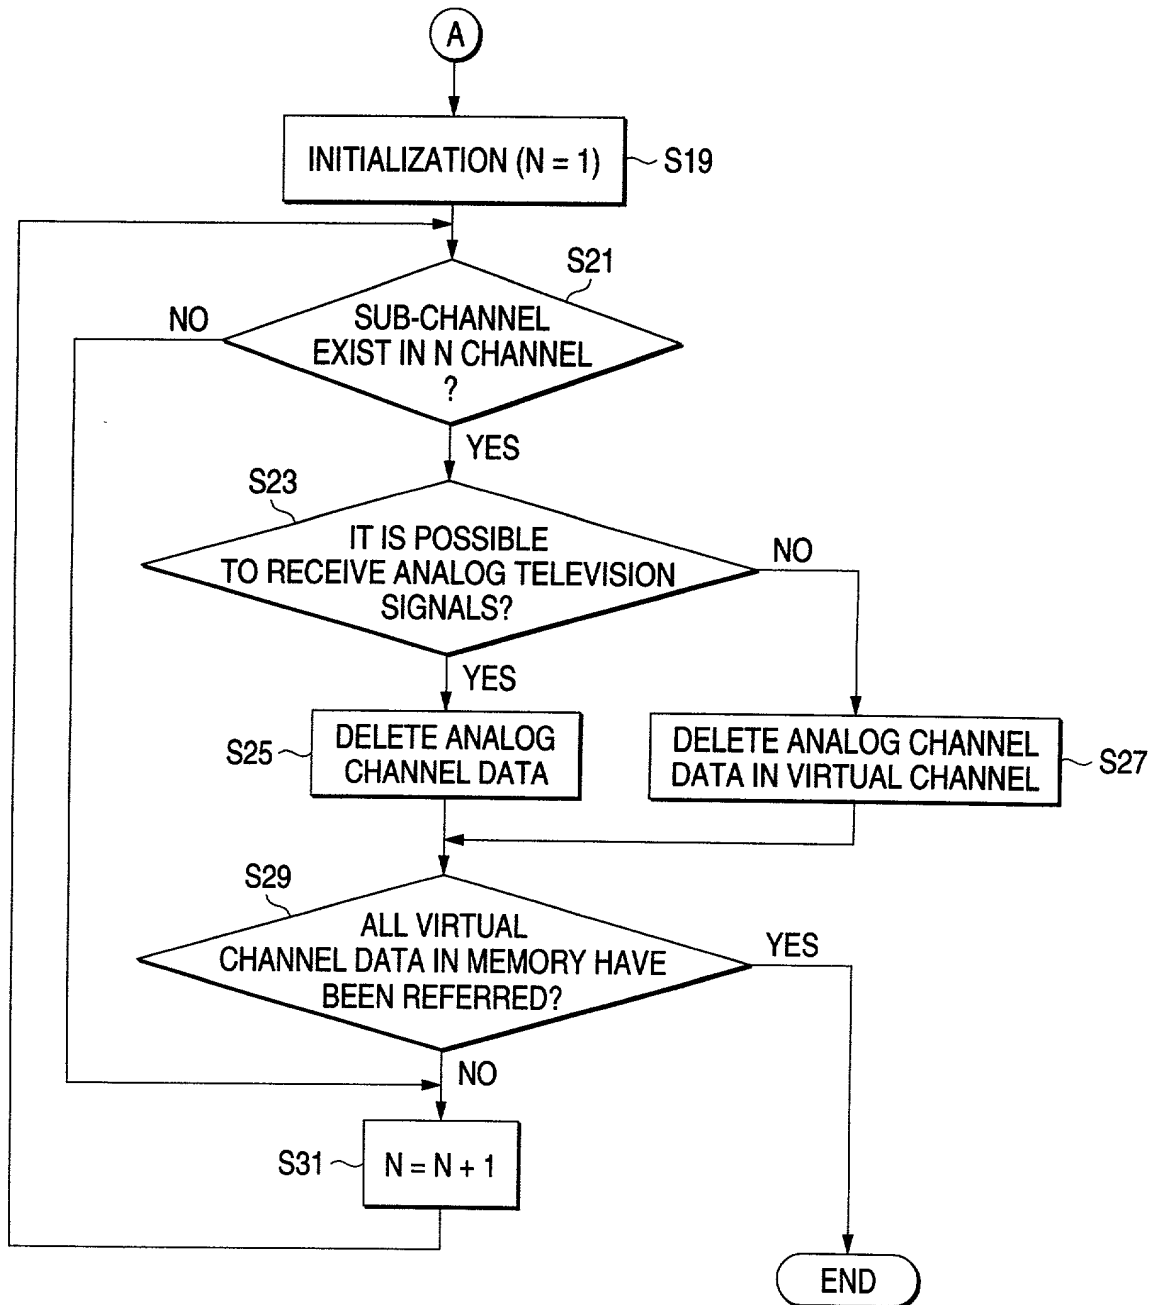 A
INITIALIZATION (N = 1)
S19
S21
NO
SUB-CHANNEL
EXIST IN N CHANNEL
?
YES
S23
IT IS POSSIBLE
TO RECEIVE ANALOG TELEVISION
SIGNALS?
NO
YES
S25
DELETE ANALOG
CHANNEL DATA
DELETE ANALOG CHANNEL
DATA IN VIRTUAL CHANNEL
S27
S29
ALL VIRTUAL
CHANNEL DATA IN MEMORY HAVE
BEEN REFERRED?
YES
NO
S31
N = N + 1
END